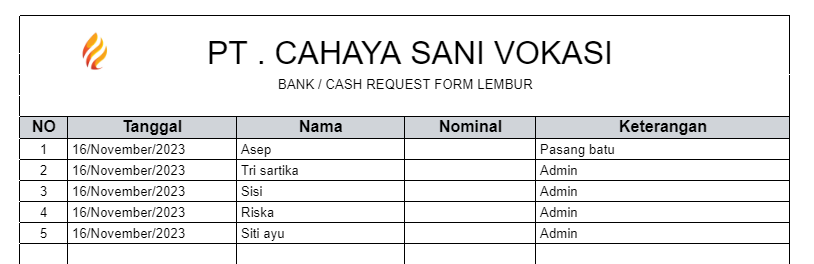 PT . CAHAYA SANI VOKASI
BANK / CASH REQUEST FORM LEMBUR
NO Tanggal Nama Nominal Keterangan
1 16/November/2023 Asep Pasang batu
2 16/November/2023 Tri sartika Admin
3 16/November/2023 Sisi Admin
4 16/November/2023 Riska Admin
5 16/November/2023 Siti ayu Admin